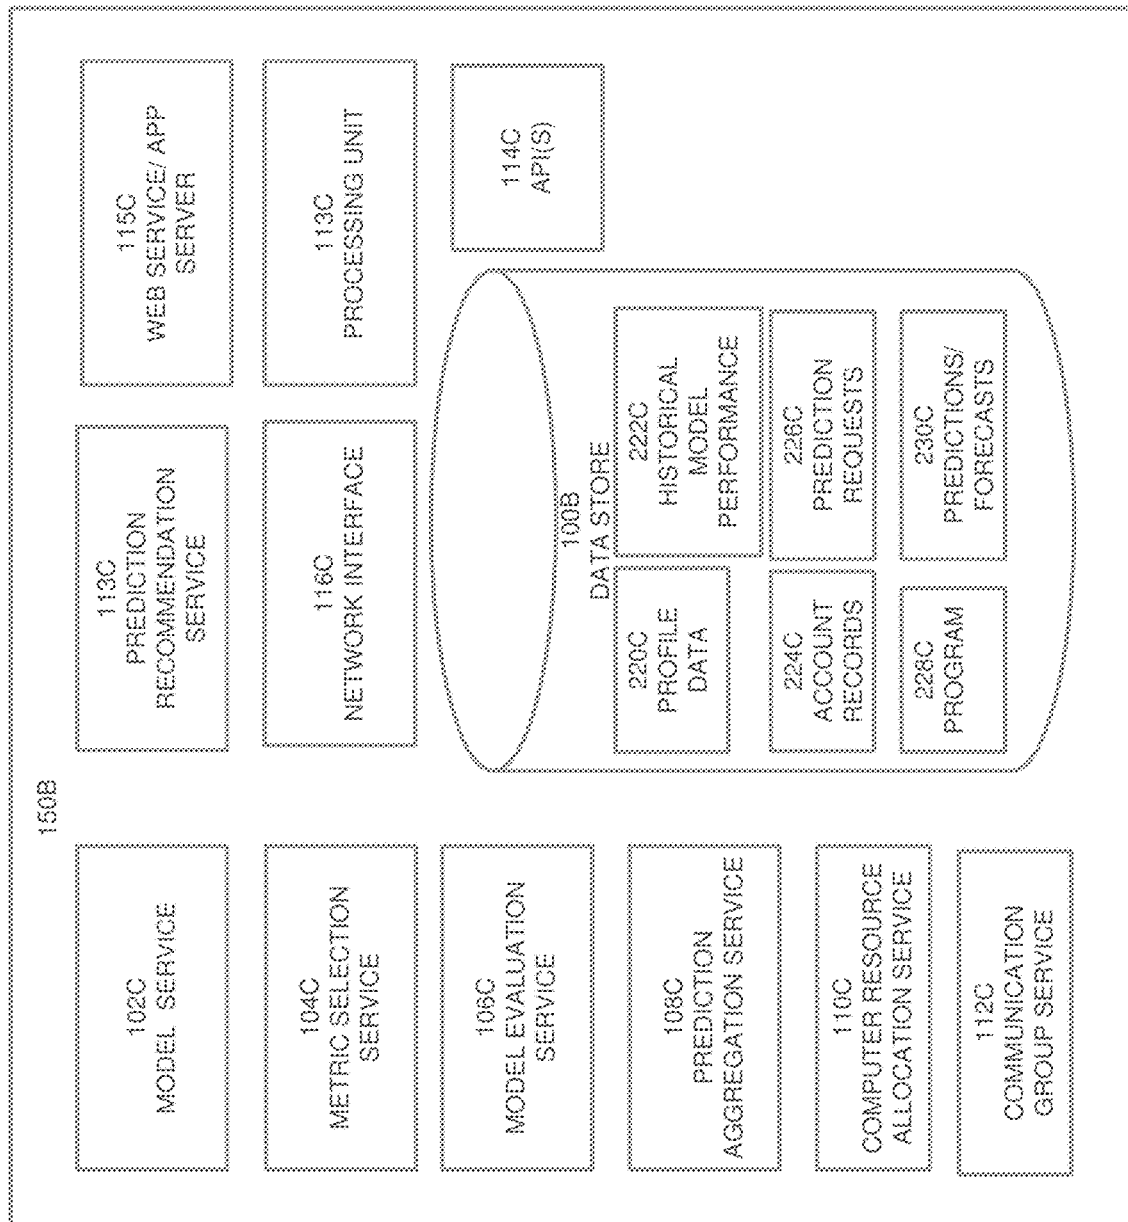 150B
102C
MODEL SERVICE
104C
METRIC SELECTION
SERVICE
106C
MODEL EVALUATION
SERVICE
108C
PREDICTION
AGGREGATION SERVICE
110C
COMPUTER RESOURCE
ALLOCATION SERVICE
112C
COMMUNICATION
GROUP SERVICE
113C
PREDICTION
RECOMMENDATION
SERVICE
116C
NETWORK INTERFACE
115C
WEB SERVICE/ APP
SERVER
113C
PROCESSING UNIT
114C
API(S)
100B
DATA STORE
220C
PROFILE
DATA
222C
HISTORICAL
MODEL
PERFORMANCE
224C
ACCOUNT
RECORDS
226C
PREDICTION
REQUESTS
228C
PROGRAM
230C
PREDICTIONS/
FORECASTS